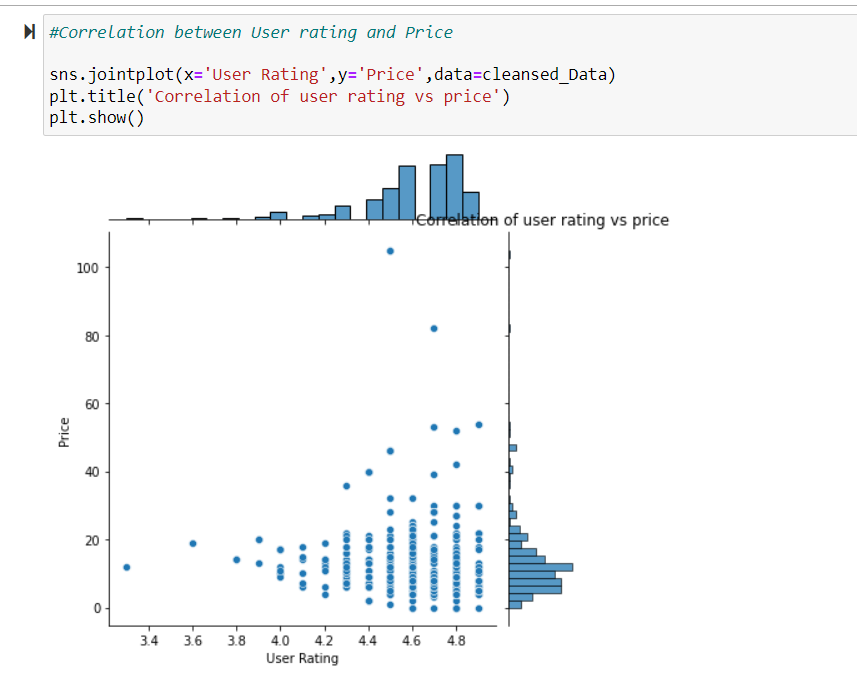 #Correlation between User rating and Price
sns.jointplot(x='User Rating',y='Price',data=cleansed_Data)
plt.title('Correlation of user rating vs price')
plt.show()
Correlation of user rating vs price
100
80
60
40
20
0
Price
3.4 3.6 3.8 4.0 4.2 4.4 4.6 4.8
User Rating